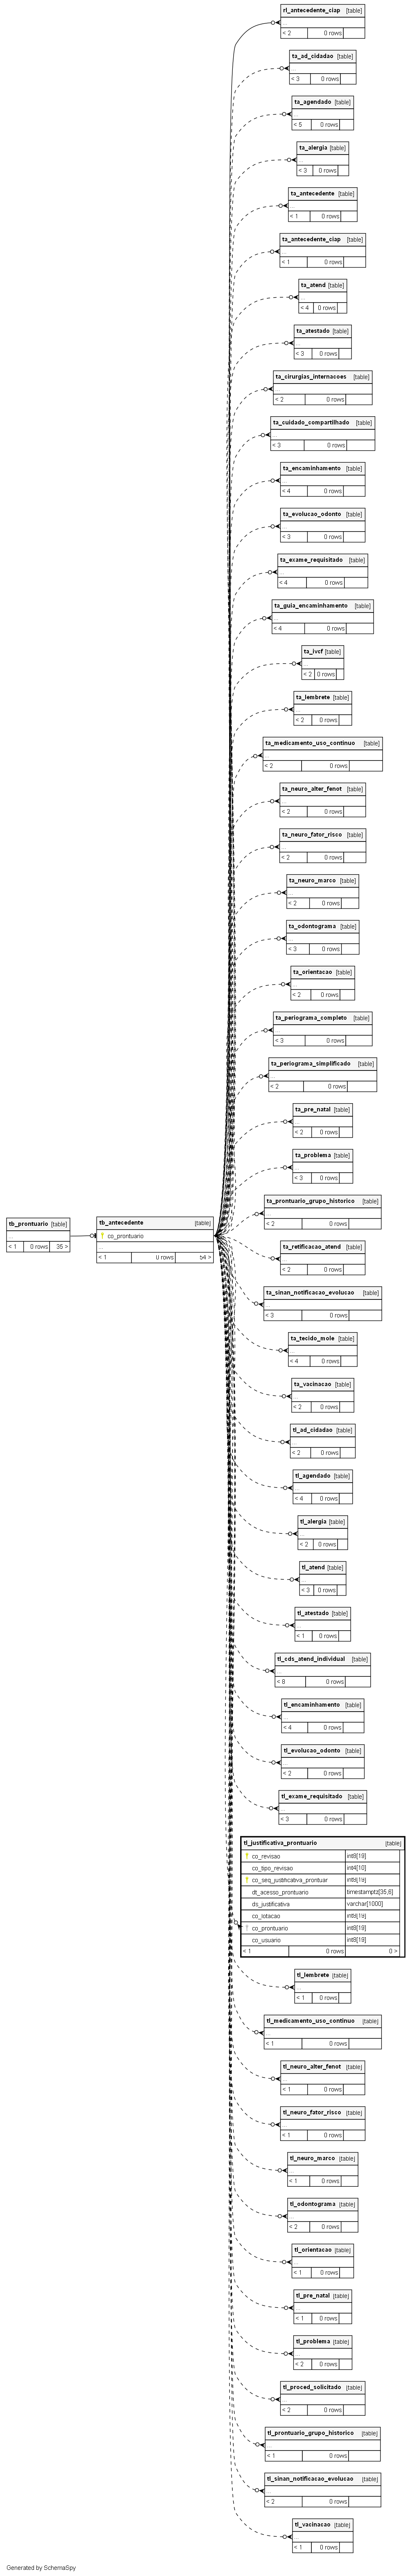 rl_antecedente_ciap [table]
...
< 2 0 rows
ta_ad_cidadao [table]
...
< 3 0 rows
ta_agendado [table]
...
< 5 0 rows
ta_alergia [table]
...
< 3 0 rows
ta_antecedente [table]
...
< 1 0 rows
ta_antecedente_ciap [table]
...
< 1 0 rows
ta_atend [table]
...
< 4 0 rows
ta_atestado [table]
...
< 3 0 rows
ta_cirurgias_internacoes [table]
...
< 2 0 rows
ta_cuidado_compartilhado [table]
...
< 3 0 rows
ta_encaminhamento [table]
...
< 4 0 rows
ta_evolucao_odonto [table]
...
< 3 0 rows
ta_exame_requisitado [table]
...
< 4 0 rows
ta_guia_encaminhamento [table]
...
< 4 0 rows
ta_ivcf [table]
...
< 2 0 rows
ta_lembrete [table]
...
< 2 0 rows
ta_medicamento_uso_continuo [table]
...
< 2 0 rows
ta_neuro_alter_fenot [table]
...
< 2 0 rows
ta_neuro_fator_risco [table]
...
< 2 0 rows
ta_neuro_marco [table]
...
< 2 0 rows
ta_odontograma [table]
...
< 3 0 rows
ta_orientacao [table]
...
< 2 0 rows
ta_periograma_completo [table]
...
< 3 0 rows
ta_periograma_simplificado [table]
...
< 2 0 rows
ta_pre_natal [table]
...
< 2 0 rows
ta_problema [table]
...
< 3 0 rows
ta_prontuario_grupo_historico [table]
...
< 2 0 rows
tb_prontuario [table]
...
< 1 0 rows 35 >
tb_antecedente [table]
co_prontuario
...
< 1 0 rows 54 >
ta_retificacao_atend [table]
...
< 2 0 rows
ta_sinan_notificacao_evolucao [table]
...
< 3 0 rows
ta_tecido_mole [table]
...
< 4 0 rows
ta_vacinacao [table]
...
< 2 0 rows
tl_ad_cidadao [table]
...
< 2 0 rows
tl_agendado [table]
...
< 4 0 rows
tl_alergia [table]
...
< 2 0 rows
tl_atend [table]
...
< 3 0 rows
tl_atestado [table]
...
< 1 0 rows
tl_cds_atend_individual [table]
...
< 8 0 rows
tl_encaminhamento [table]
...
< 4 0 rows
tl_evolucao_odonto [table]
...
< 2 0 rows
tl_exame_requisitado [table]
...
< 3 0 rows
tl_justificativa_prontuario [table]
co_revisao int8[19]
co_tipo_revisao int4[10]
co_seq_justificativa_prontuar int8[19]
dt_acesso_prontuario timestamptz[35,6]
ds_justificativa varchar[1000]
co_lotacao int8[19]
co_prontuario int8[19]
co_usuario int8[19]
< 1 0 rows 0 >
tl_lembrete [table]
...
< 1 0 rows
tl_medicamento_uso_continuo [table]
...
< 1 0 rows
tl_neuro_alter_fenot [table]
...
< 1 0 rows
tl_neuro_fator_risco [table]
...
< 1 0 rows
tl_neuro_marco [table]
...
< 1 0 rows
tl_odontograma [table]
...
< 2 0 rows
tl_orientacao [table]
...
< 1 0 rows
tl_pre_natal [table]
...
< 1 0 rows
tl_problema [table]
...
< 2 0 rows
tl_proced_solicitado [table]
...
< 2 0 rows
tl_prontuario_grupo_historico [table]
...
< 1 0 rows
tl_sinan_notificacao_evolucao [table]
...
< 2 0 rows
tl_vacinacao [table]
...
< 1 0 rows
Generated by SchemaSpy